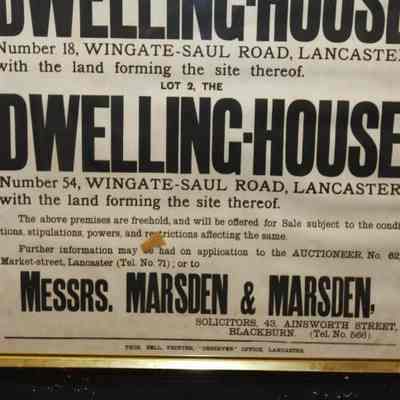 DWELLING-HOUSE
Number 18, WINGATE-SAUL ROAD, LANCASTER
with the land forming the site thereof.
LOT 2, THE
DWELLING-HOUSE
Number 54, WINGATE-SAUL ROAD, LANCASTER
with the land forming the site thereof.
The above premises are freehold, and will be offered for Sale subject to the condi
tions, stipulations, powers, and restrictions affecting the same.
Further information may be had on application to the AUCTIONEER, No. 62,
Market-street, Lancaster (Tel. No. 71); or to
MESSRS. MARSDEN & MARSDEN,
SOLICITORS, 43, AINSWORTH STREET,
BLACKBURN. (Tel. No. 566)
THOS. BELL, PRINTER, "OBSERVER" OFFICE, LANCASTER.